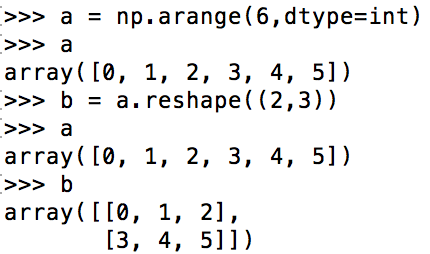 >>> a = np.arange(6,dtype=int)
>>> a
array([0, 1, 2, 3, 4, 5])
>>> b = a.reshape((2,3))
>>> a
array([0, 1, 2, 3, 4, 5])
>>> b
array([[0, 1, 2],
       [3, 4, 5]])